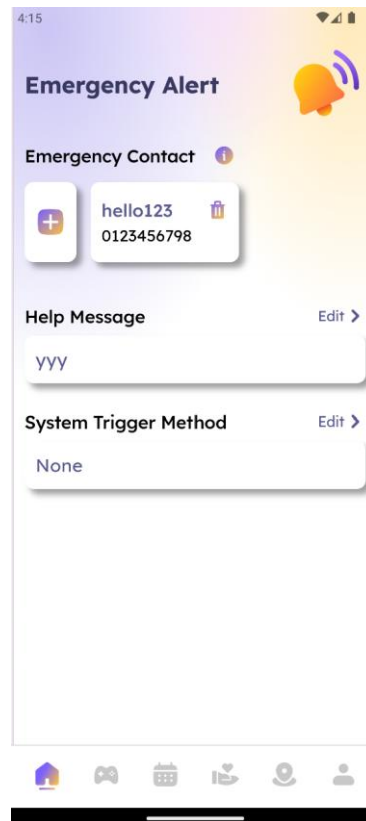 4:15
Emergency Alert
Emergency Contact i
hello123
0123456798
Help Message Edit >
yyy
System Trigger Method Edit >
None